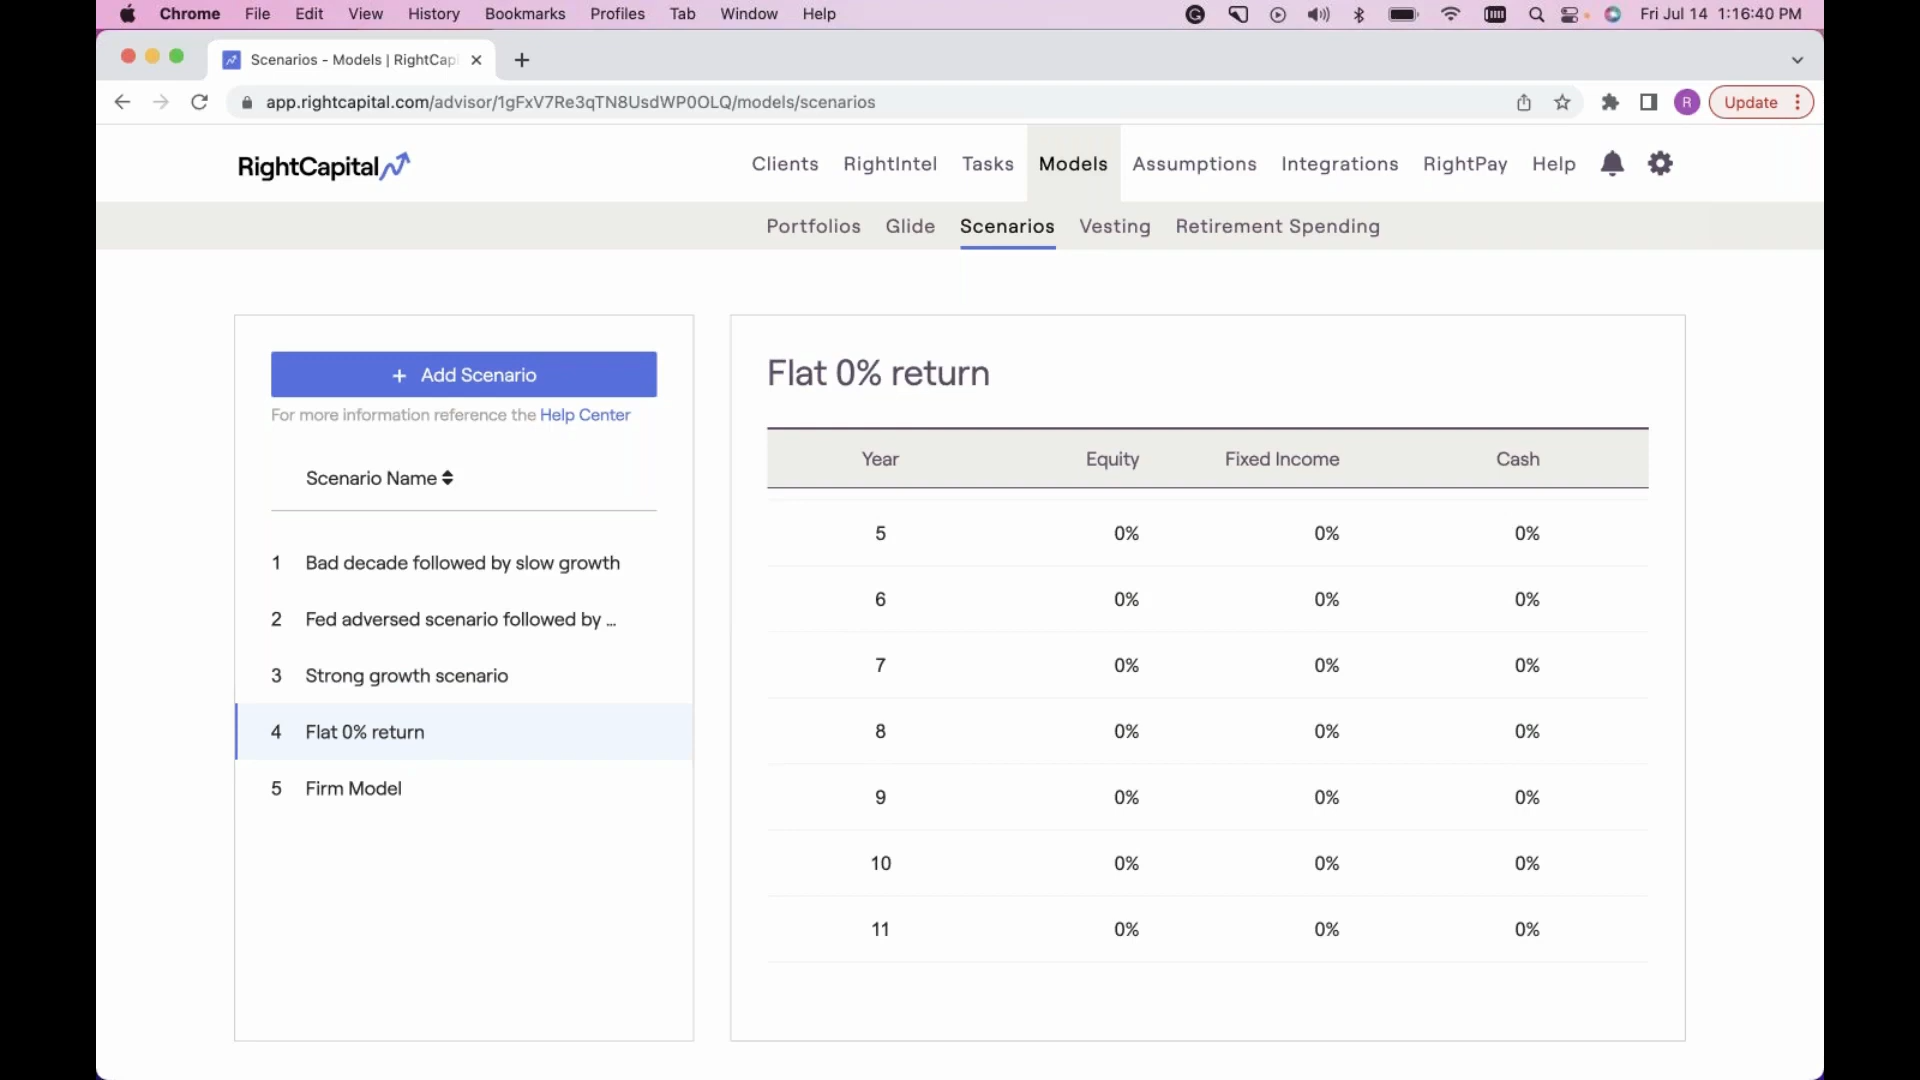 Chrome File Edit View History Bookmarks Profiles Tab Window Help Fri Jul 14 1:16:40 PM
Scenarios - Models | RightCap
app.rightcapital.com/advisor/1gFxV7Re3qTN8UsdWP0OLQ/models/scenarios R Update
RightCapital Clients RightIntel Tasks Models Assumptions Integrations RightPay Help
Portfolios Glide Scenarios Vesting Retirement Spending
+ Add Scenario
For more information reference the Help Center
Scenario Name
1 Bad decade followed by slow growth
2 Fed adversed scenario followed by ...
3 Strong growth scenario
4 Flat 0% return
5 Firm Model
Flat 0% return
Year Equity Fixed Income Cash
5 0% 0% 0%
6 0% 0% 0%
7 0% 0% 0%
8 0% 0% 0%
9 0% 0% 0%
10 0% 0% 0%
11 0% 0% 0%